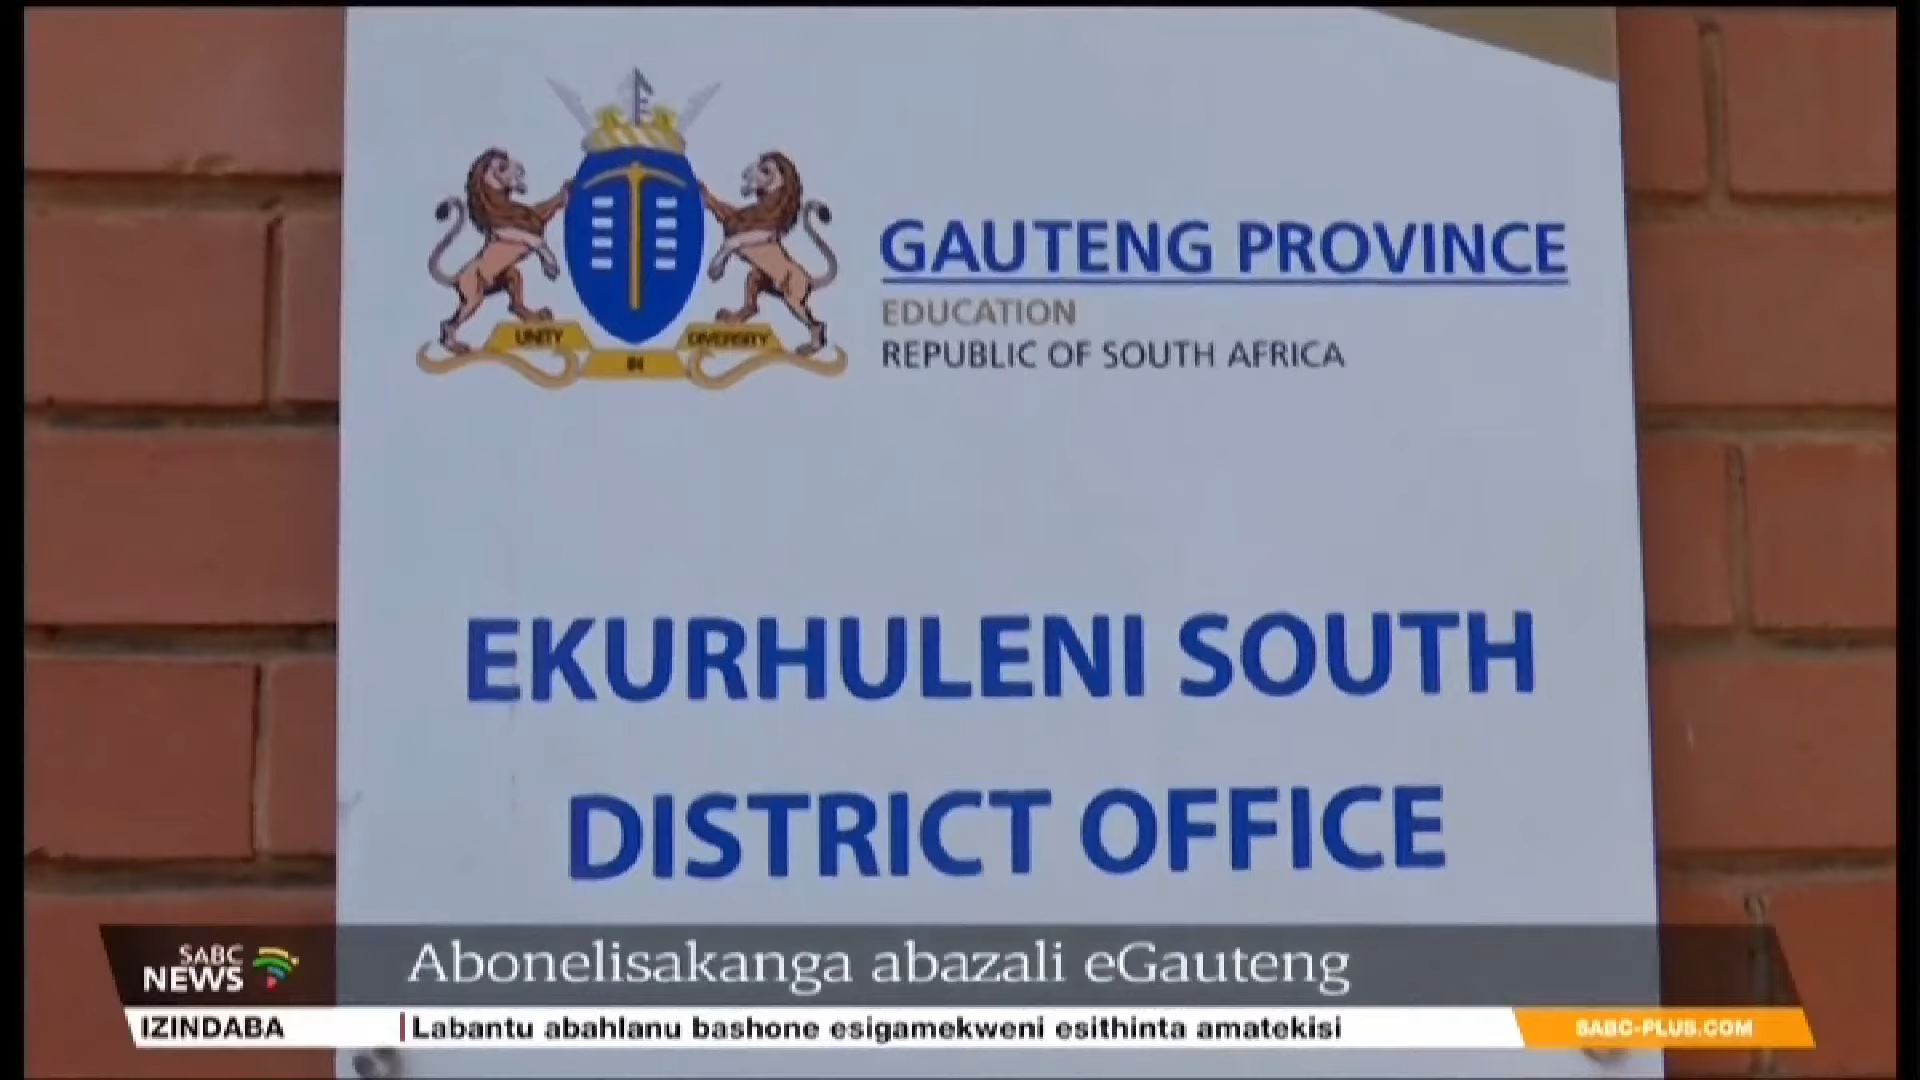 GAUTENG PROVINCE
EDUCATION
REPUBLIC OF SOUTH AFRICA
UNITY IN DIVERSITY
EKURHULENI SOUTH
DISTRICT OFFICE
SABC NEWS
Abonelisakanga abazali eGauteng
IZINDABA
Labantu abahlanu bashone esigamekweni esithinta amatekisi
SABC-PLUS.COM